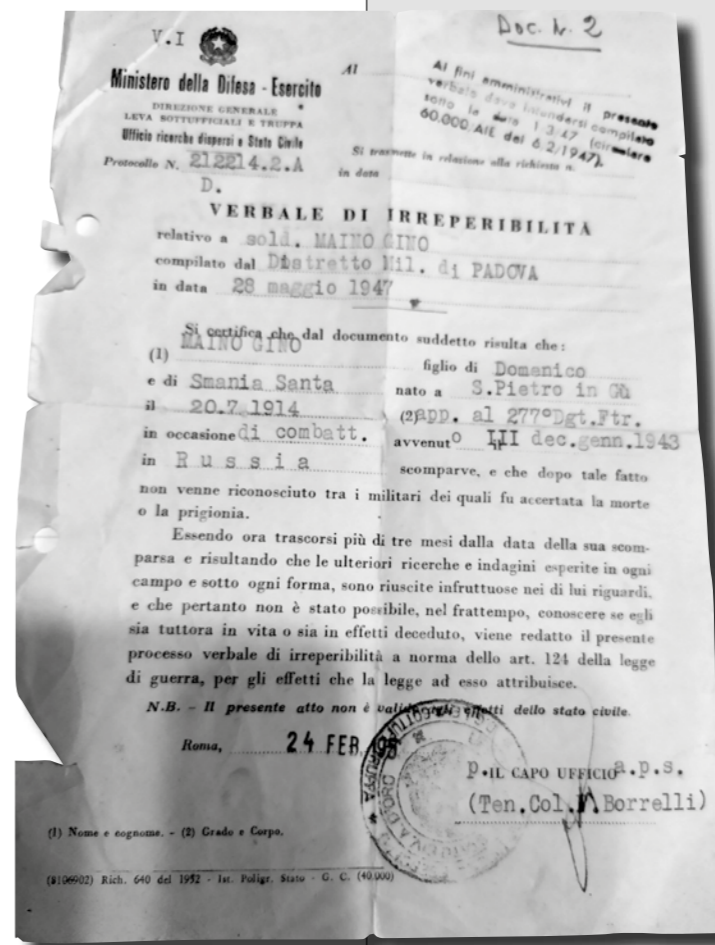 Doc. N. 2
V.I
Ministero della Difesa - Esercito
DIREZIONE GENERALE
LEVA SOTTUFFICIALI E TRUPPA
Ufficio ricerche dispersi e Stato Civile
Protocollo N. 212214.2.A
D.
Al
Ai fini amministrativi il presente
verbale deve intendersi compilato
sono la data 1.3.47 (circolare
60.000/AIE del 6.2/1947).
Si trasmette in relazione alla richiesta n.
in data
VERBALE DI IRREPERIBILITÀ
relativo a sold. MAINO GINO
compilato dal Distretto Mil. di PADOVA
in data 28 maggio 1947
Si certifica che dal documento suddetto risulta che:
(1) MAINO GINO figlio di Domenico
e di Smania Santa nato a S.Pietro in Gù
il 20.7.1914 (2) app. al 277° Dgt.Ftr.
in occasione di combatt. avvenuto III dec.genn.1943
in Russia scomparve, e che dopo tale fatto
non venne riconosciuto tra i militari dei quali fu accertata la morte
o la prigionia.
Essendo ora trascorsi più di tre mesi dalla data della sua scom-
parsa e risultando che le ulteriori ricerche e indagini esperite in ogni
campo e sotto ogni forma, sono riuscite infruttuose nei di lui riguardi,
e che pertanto non è stato possibile, nel frattempo, conoscere se egli
sia tuttora in vita o sia in effetti deceduto, viene redatto il presente
processo verbale di irreperibilità a norma dello art. 124 della legge
di guerra, per gli effetti che la legge ad esso attribuisce.
N.B. - Il presente atto non è valido agli effetti dello stato civile.
Roma, 24 FEB.
p.IL CAPO UFFICIO a.p.s.
(Ten.Col. Borrelli)
(1) Nome e cognome. - (2) Grado e Corpo.
(8106902) Rich. 640 del 1952 - Ist. Poligr. Stato - G. C. (40.000)